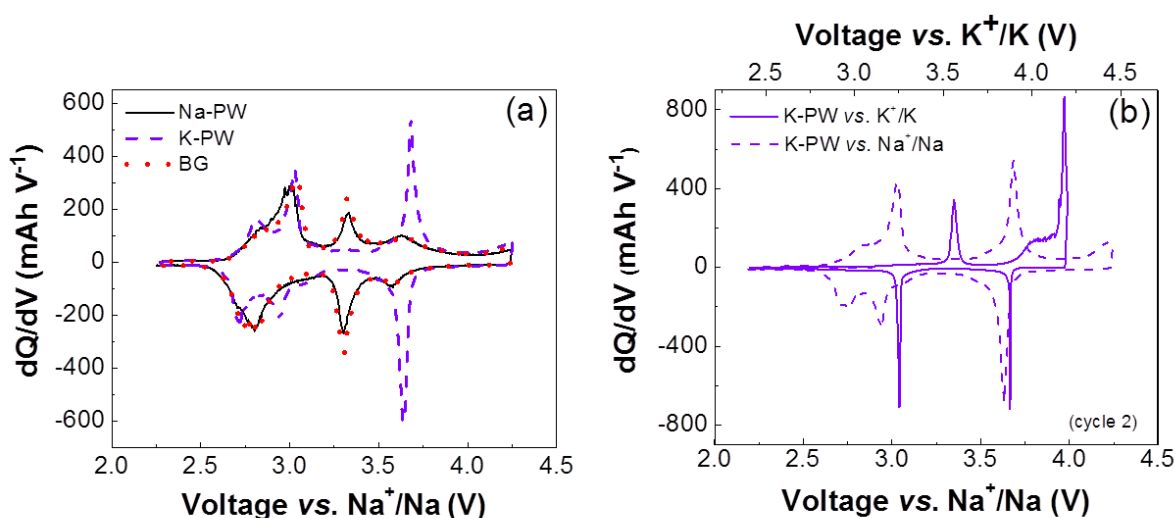 (a)
Na-PW
K-PW
BG
600
400
200
0
-200
-400
-600
dQ/dV (mAh V⁻¹)
2.0 2.5 3.0 3.5 4.0 4.5
Voltage vs. Na⁺/Na (V)
Voltage vs. K⁺/K (V)
2.5 3.0 3.5 4.0 4.5
(b)
K-PW vs. K⁺/K
K-PW vs. Na⁺/Na
800
400
0
-400
-800
dQ/dV (mAh V⁻¹)
(cycle 2)
2.0 2.5 3.0 3.5 4.0 4.5
Voltage vs. Na⁺/Na (V)